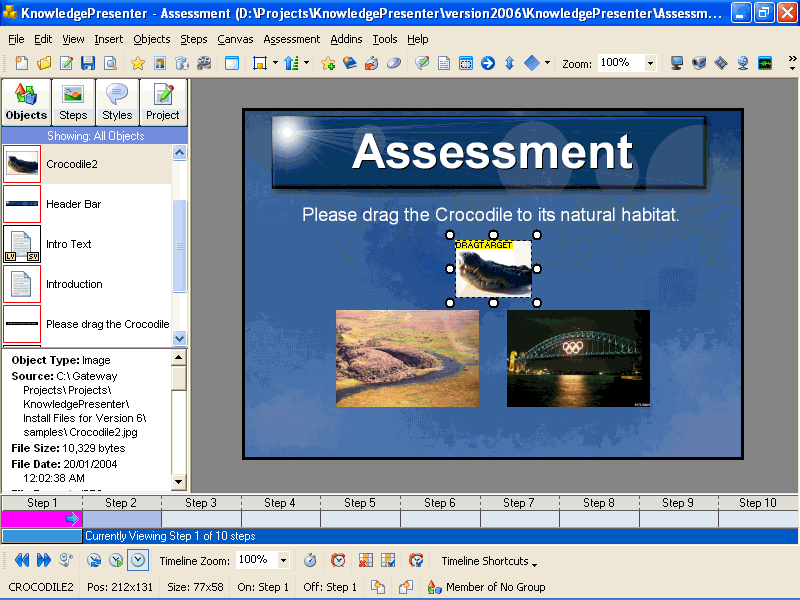 KnowledgePresenter - Assessment (D:\Projects\KnowledgePresenter\version2006\KnowledgePresenter\Assessm...
File Edit View Insert Objects Steps Canvas Assessment Addins Tools Help
Zoom: 100%
Objects Steps Styles Project
Showing: All Objects
Crocodile2
Header Bar
Intro Text
LV SV
Introduction
Please drag the Crocodile
Object Type: Image
Source: C:\ Gateway
Projects\ Projects\
KnowledgePresenter\
Install Files for Version 6\
samples\ Crocodile2.jpg
File Size: 10,329 bytes
File Date: 20/01/2004
12:02:38 AM
Assessment
Please drag the Crocodile to its natural habitat.
DRAGTARGET
Step 1 Step 2 Step 3 Step 4 Step 5 Step 6 Step 7 Step 8 Step 9 Step 10
Currently Viewing Step 1 of 10 steps
Timeline Zoom: 100% Timeline Shortcuts
CROCODILE2 Pos: 212x131 Size: 77x58 On: Step 1 Off: Step 1 Member of No Group